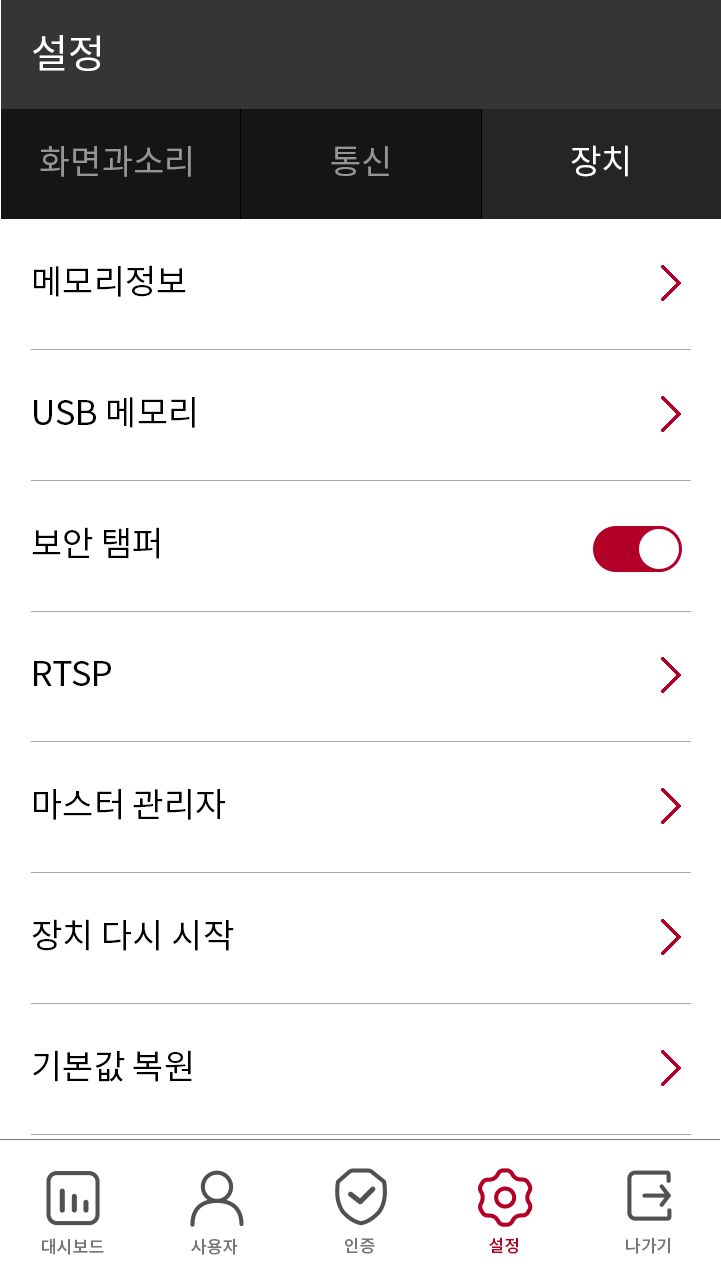 설정
화면과소리
통신
장치
메모리정보
USB 메모리
보안 탬퍼
RTSP
마스터 관리자
장치 다시 시작
기본값 복원
대시보드
사용자
인증
설정
나가기